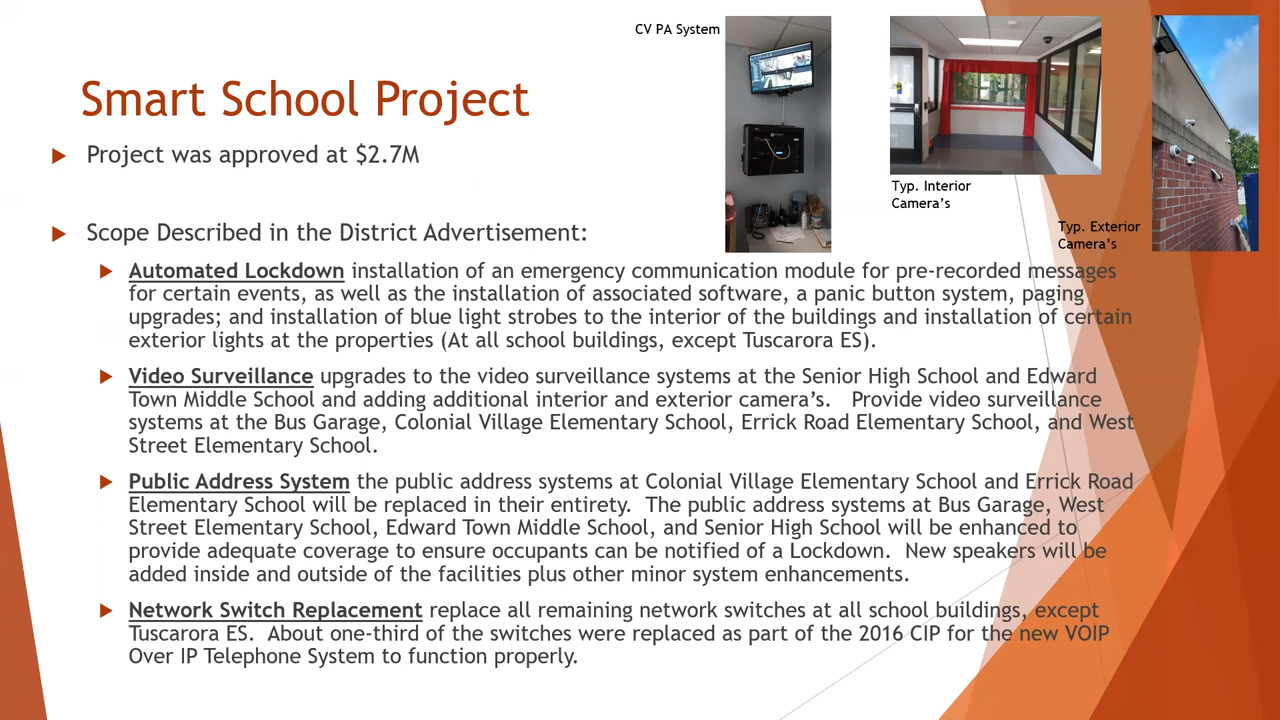 CV PA System
Smart School Project
Project was approved at $2.7M
Typ. Interior
Camera's
Typ. Exterior
Camera's
Scope Described in the District Advertisement:
Automated Lockdown installation of an emergency communication module for pre-recorded messages
for certain events, as well as the installation of associated software, a panic button system, paging
upgrades; and installation of blue light strobes to the interior of the buildings and installation of certain
exterior lights at the properties (At all school buildings, except Tuscarora ES).
Video Surveillance upgrades to the video surveillance systems at the Senior High School and Edward
Town Middle School and adding additional interior and exterior camera's. Provide video surveillance
systems at the Bus Garage, Colonial Village Elementary School, Errick Road Elementary School, and West
Street Elementary School.
Public Address System the public address systems at Colonial Village Elementary School and Errick Road
Elementary School will be replaced in their entirety. The public address systems at Bus Garage, West
Street Elementary School, Edward Town Middle School, and Senior High School will be enhanced to
provide adequate coverage to ensure occupants can be notified of a Lockdown. New speakers will be
added inside and outside of the facilities plus other minor system enhancements.
Network Switch Replacement replace all remaining network switches at all school buildings, except
Tuscarora ES. About one-third of the switches were replaced as part of the 2016 CIP for the new VOIP
Over IP Telephone System to function properly.